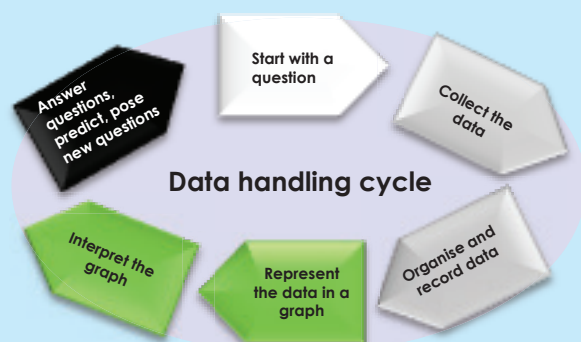 Start with a
question
Collect the
data
Data handling cycle
Organise and
record data
Represent
the data in a
graph
Interpret the
graph
Answer
questions,
predict, pose
new questions